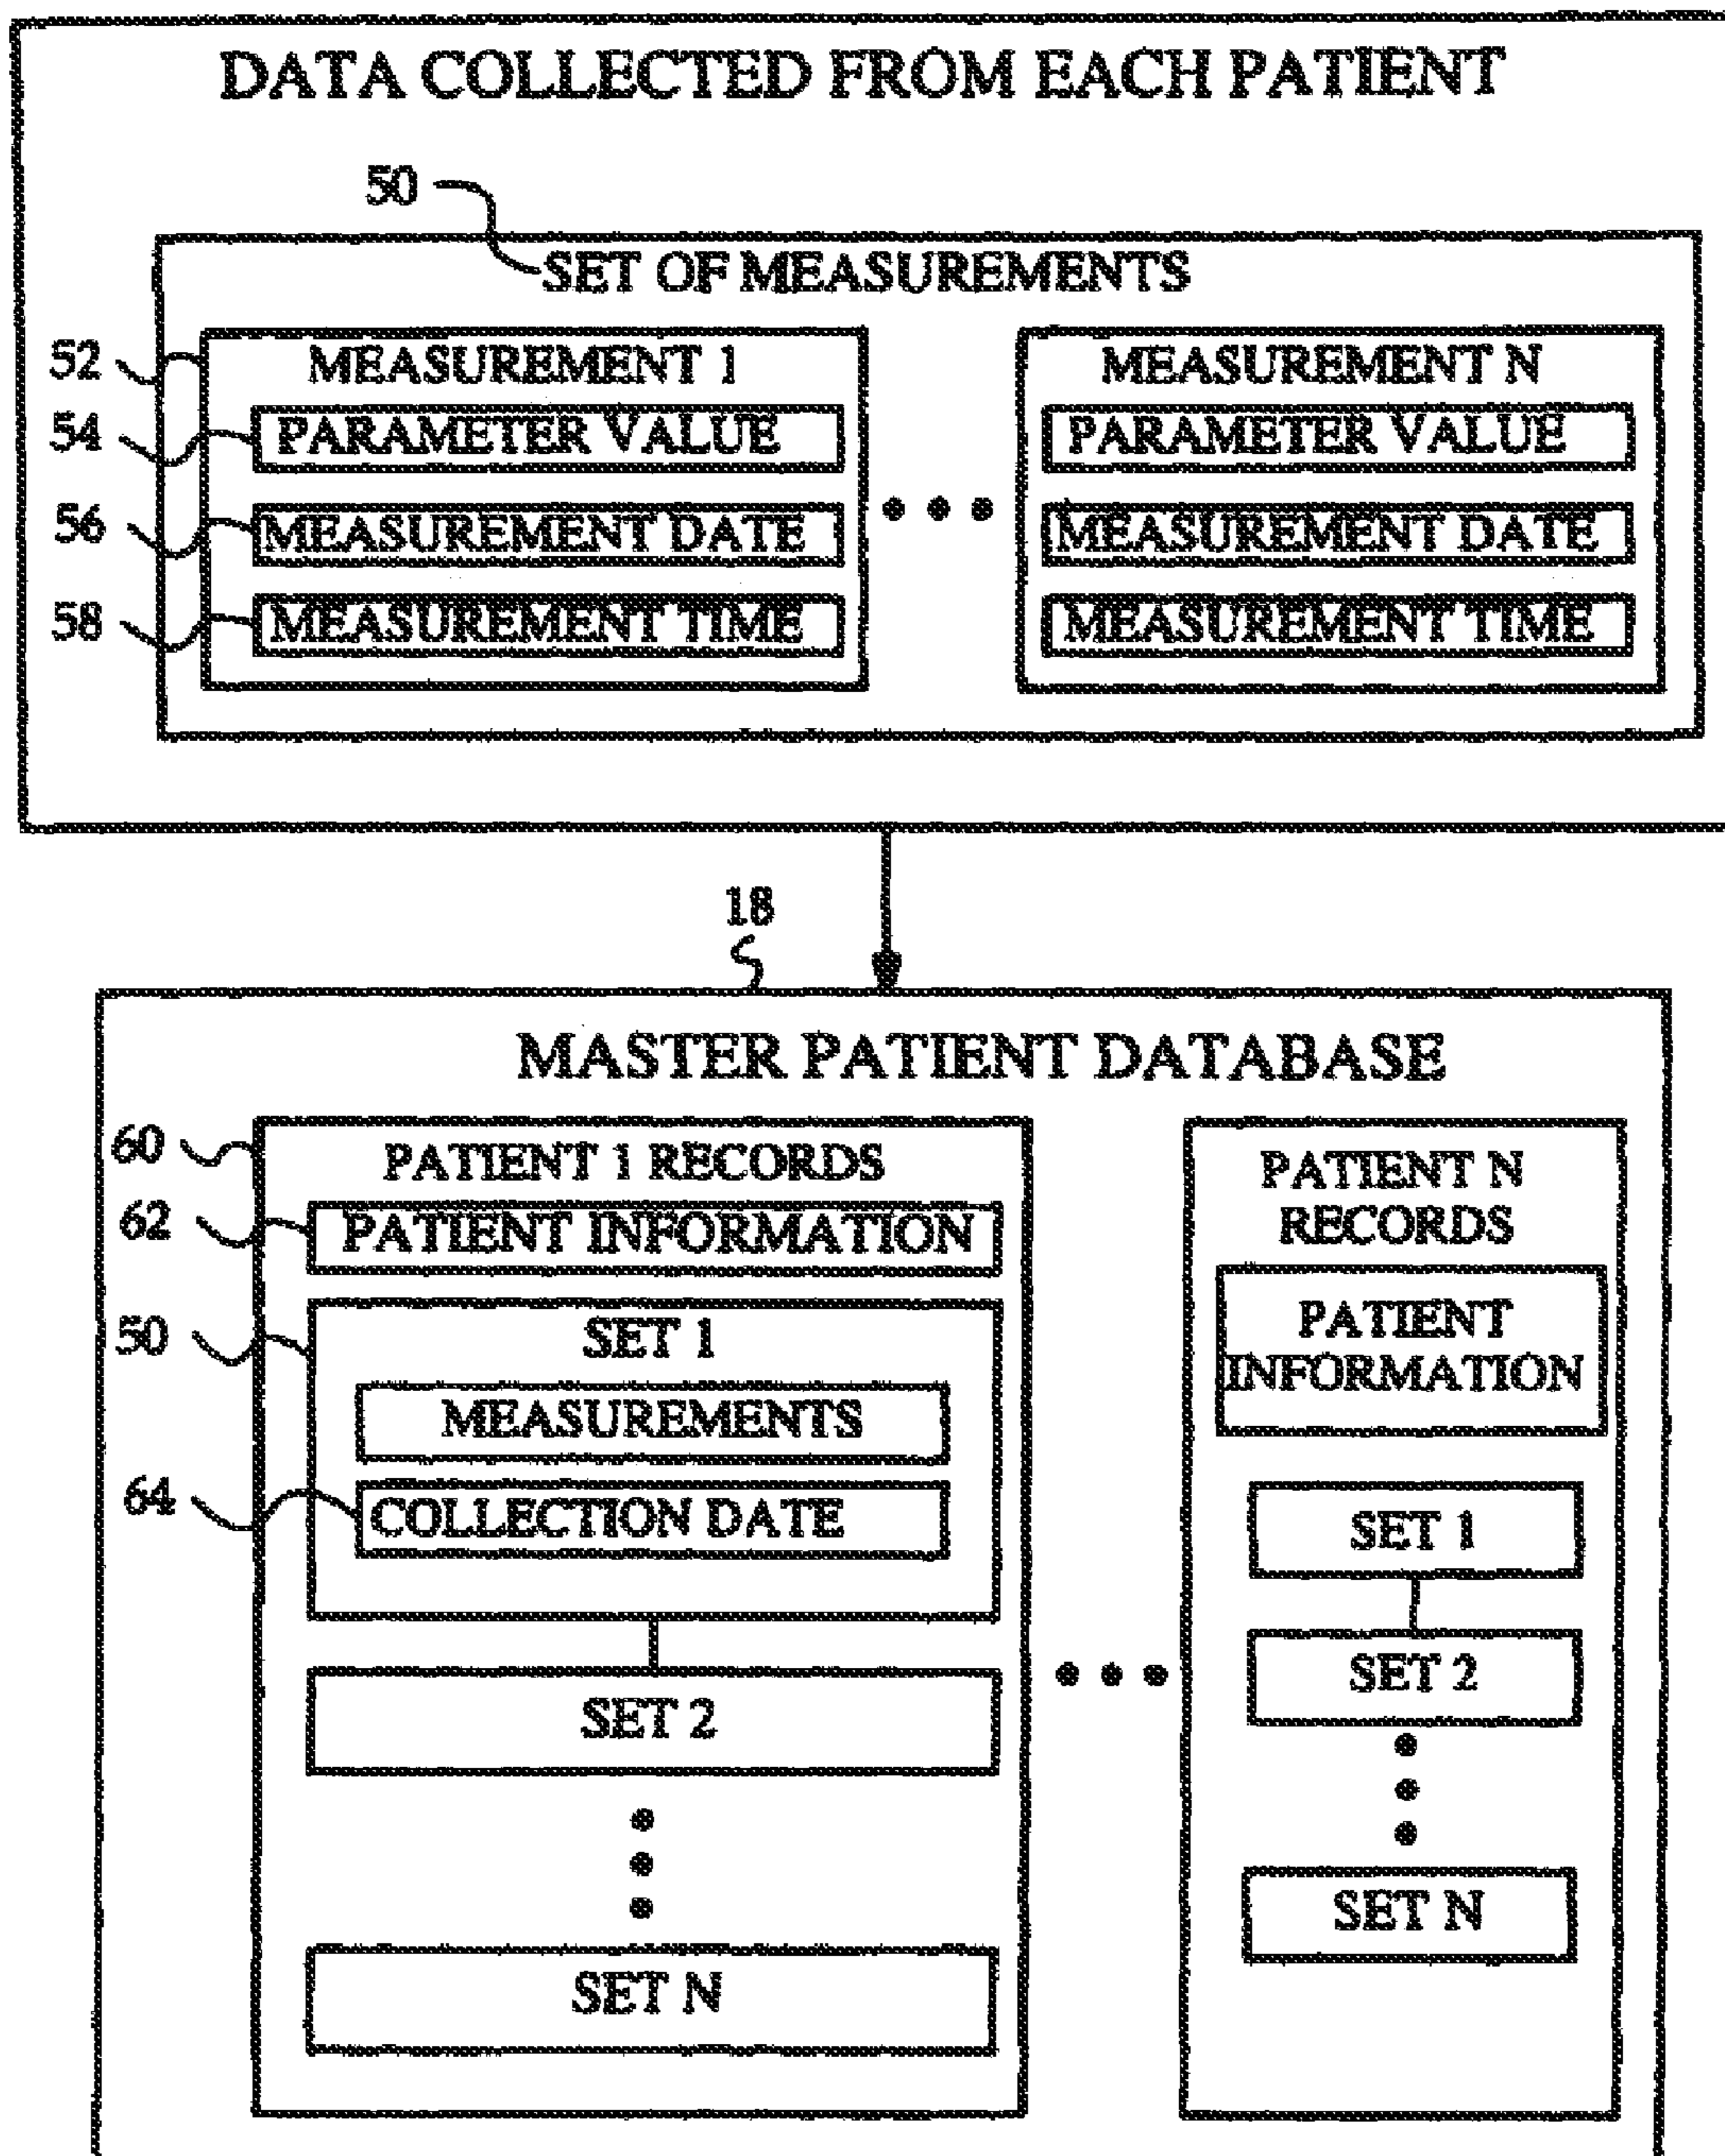 DATA COLLECTED FROM EACH PATIENT
50
SET OF MEASUREMENTS
52
MEASUREMENT 1
54
PARAMETER VALUE
56
MEASUREMENT DATE
58
MEASUREMENT TIME
MEASUREMENT N
PARAMETER VALUE
MEASUREMENT DATE
MEASUREMENT TIME
18
MASTER PATIENT DATABASE
60
PATIENT 1 RECORDS
62
PATIENT INFORMATION
50
SET 1
MEASUREMENTS
64
COLLECTION DATE
SET 2
SET N
PATIENT N
RECORDS
PATIENT
INFORMATION
SET 1
SET 2
SET N